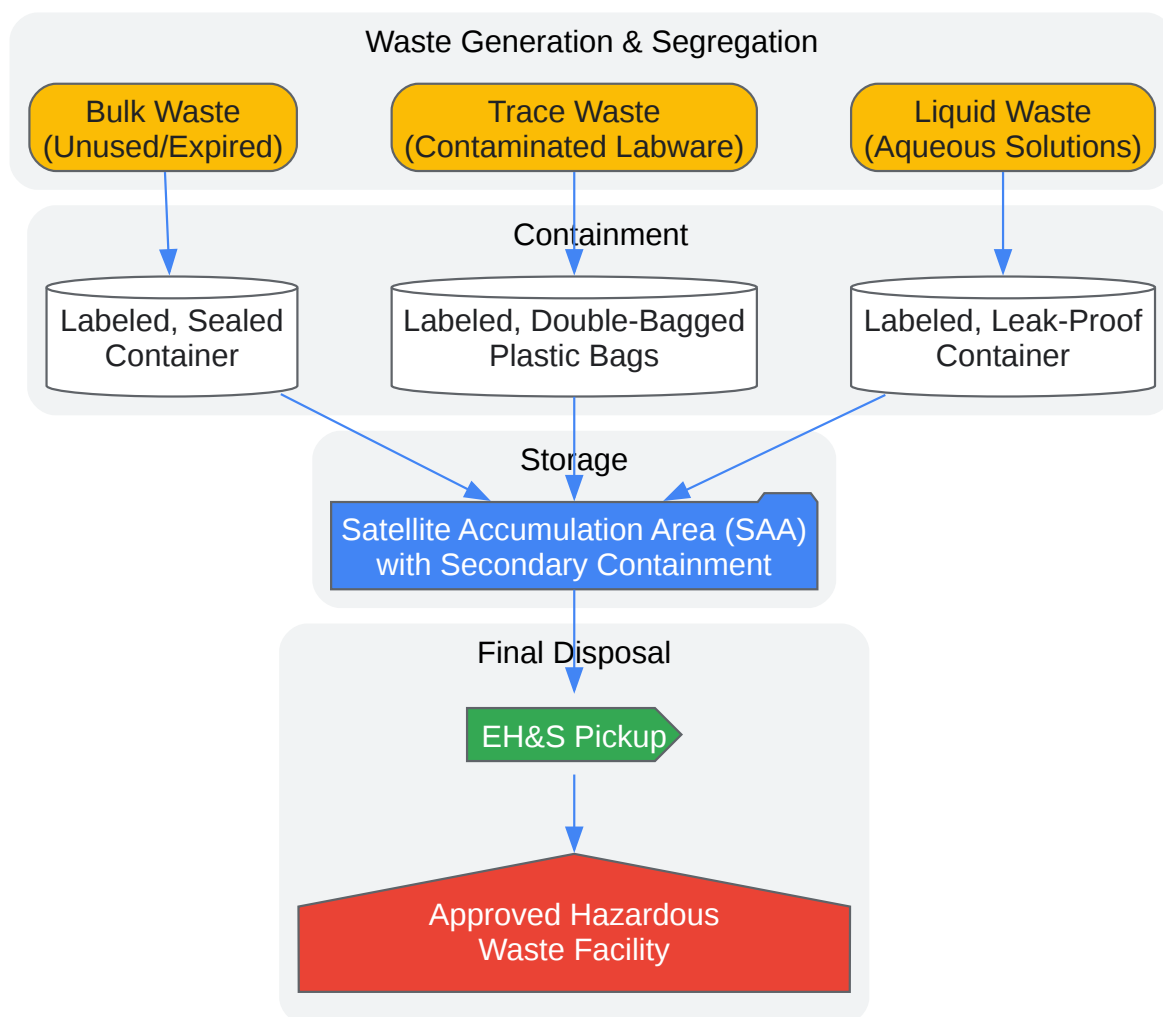 Waste Generation & Segregation
Bulk Waste
(Unused/Expired)
Trace Waste
(Contaminated Labware)
Liquid Waste
(Aqueous Solutions)
Containment
Labeled, Sealed
Container
Labeled, Double-Bagged
Plastic Bags
Labeled, Leak-Proof
Container
Storage
Satellite Accumulation Area (SAA)
with Secondary Containment
Final Disposal
EH&S Pickup
Approved Hazardous
Waste Facility